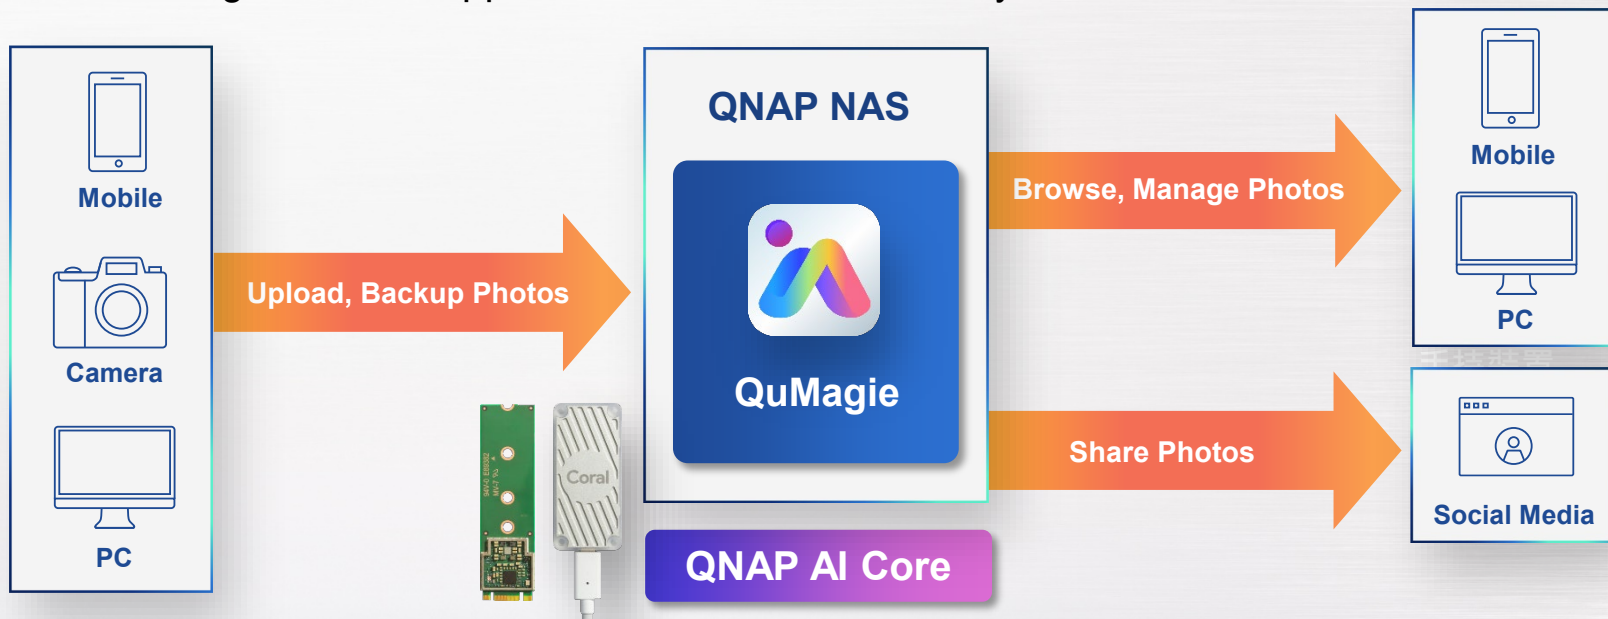 Mobile
Camera
PC
Upload, Backup Photos
Coral
QNAP NAS
QuMagie
QNAP AI Core
Browse, Manage Photos
Share Photos
Mobile
PC
Social Media